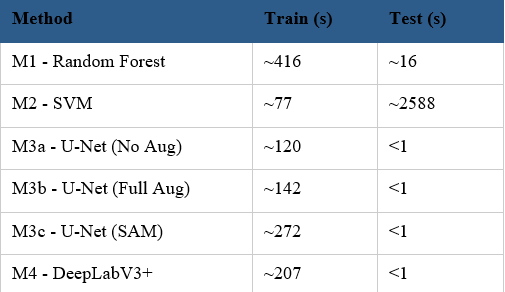 Method Train (s) Test (s)
M1 - Random Forest ~416 ~16
M2 - SVM ~77 ~2588
M3a - U-Net (No Aug) ~120 <1
M3b - U-Net (Full Aug) ~142 <1
M3c - U-Net (SAM) ~272 <1
M4 - DeepLabV3+ ~207 <1